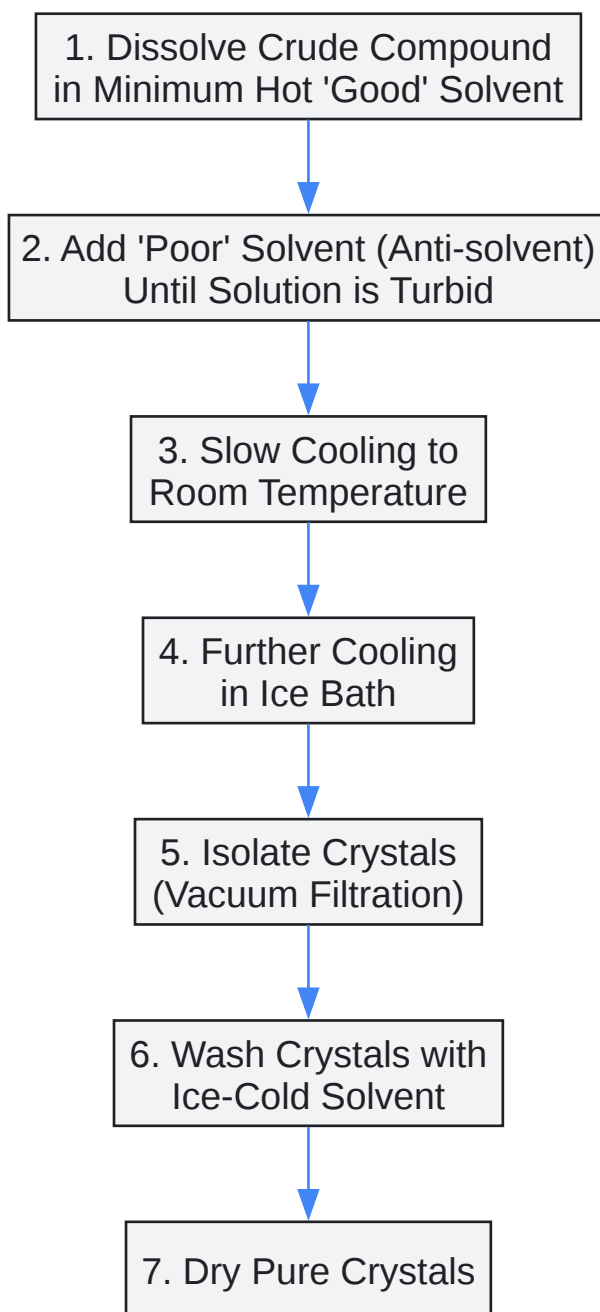 1. Dissolve Crude Compound
in Minimum Hot 'Good' Solvent
2. Add 'Poor' Solvent (Anti-solvent)
Until Solution is Turbid
3. Slow Cooling to
Room Temperature
4. Further Cooling
in Ice Bath
5. Isolate Crystals
(Vacuum Filtration)
6. Wash Crystals with
Ice-Cold Solvent
7. Dry Pure Crystals